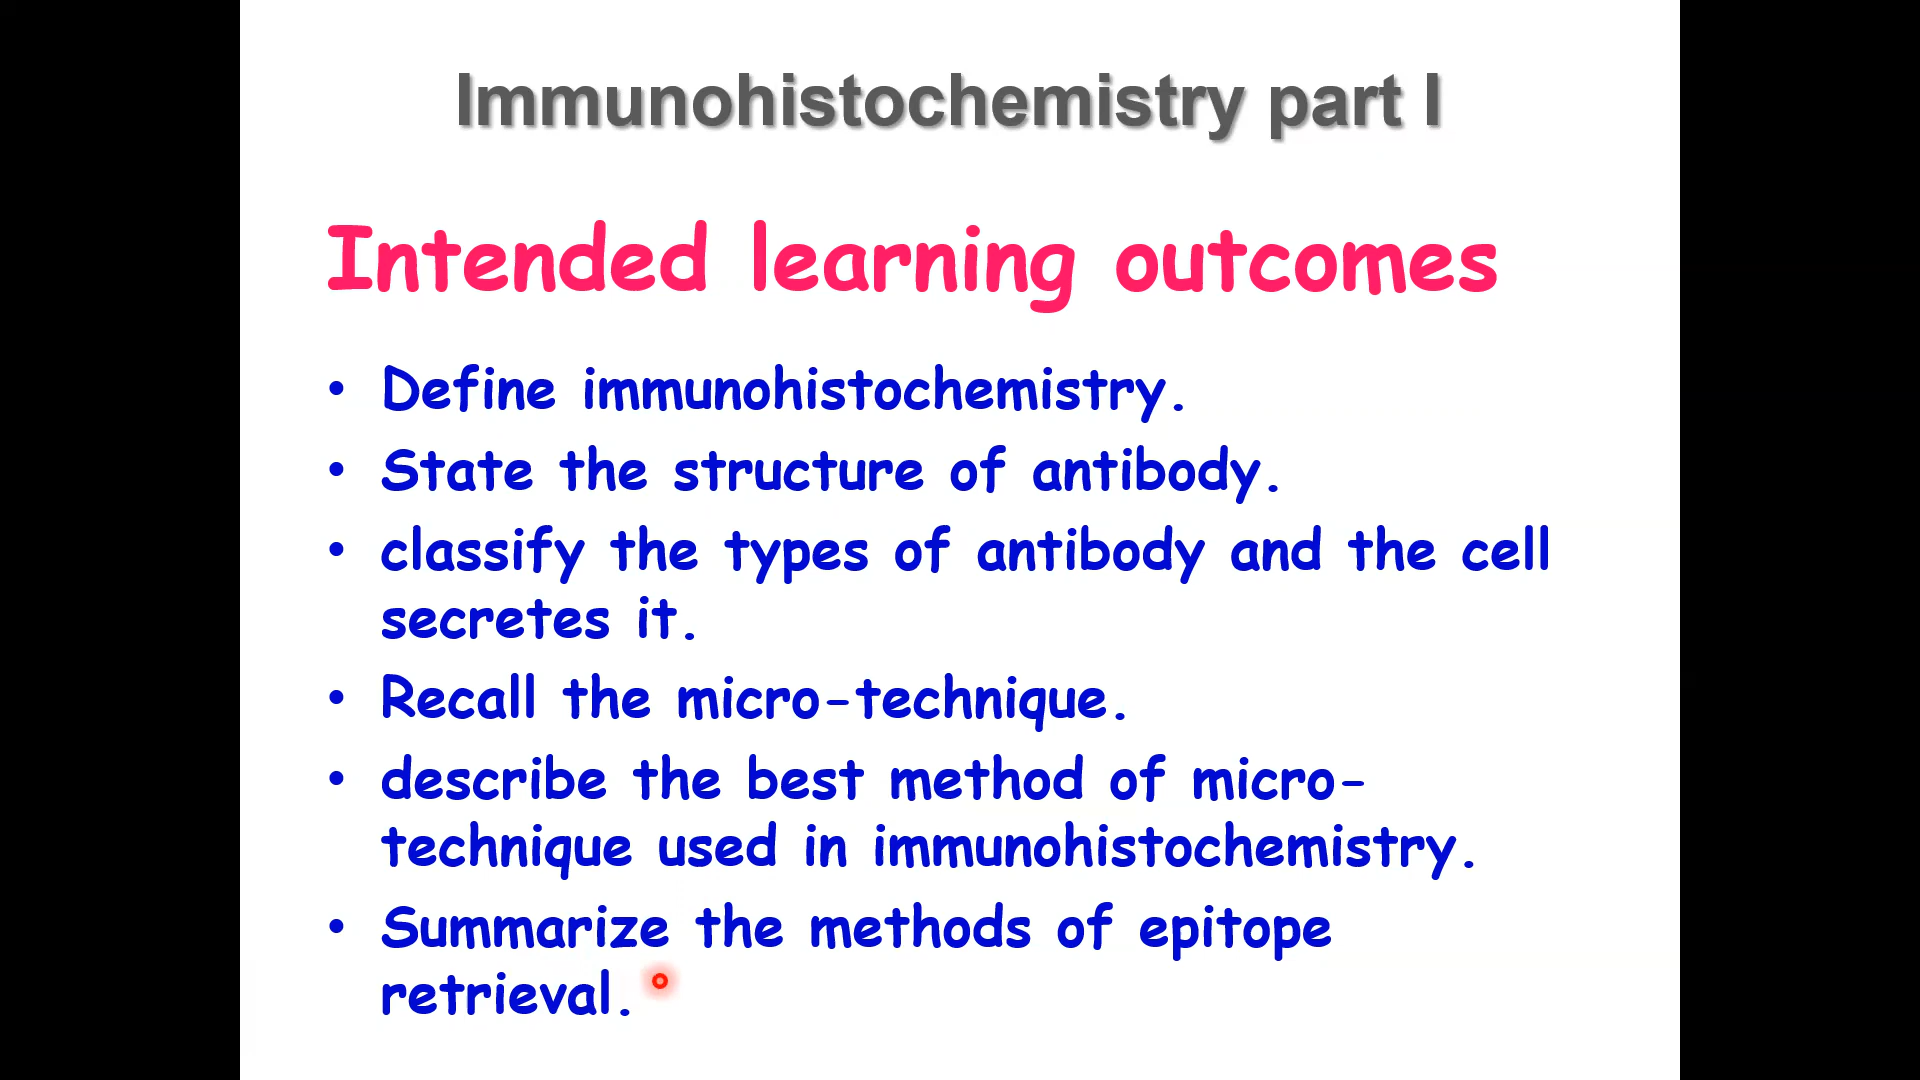 Immunohistochemistry part I
Intended learning outcomes
• Define immunohistochemistry.
• State the structure of antibody.
• classify the types of antibody and the cell
secretes it.
• Recall the micro-technique.
• describe the best method of micro-
technique used in immunohistochemistry.
• Summarize the methods of epitope
retrieval.